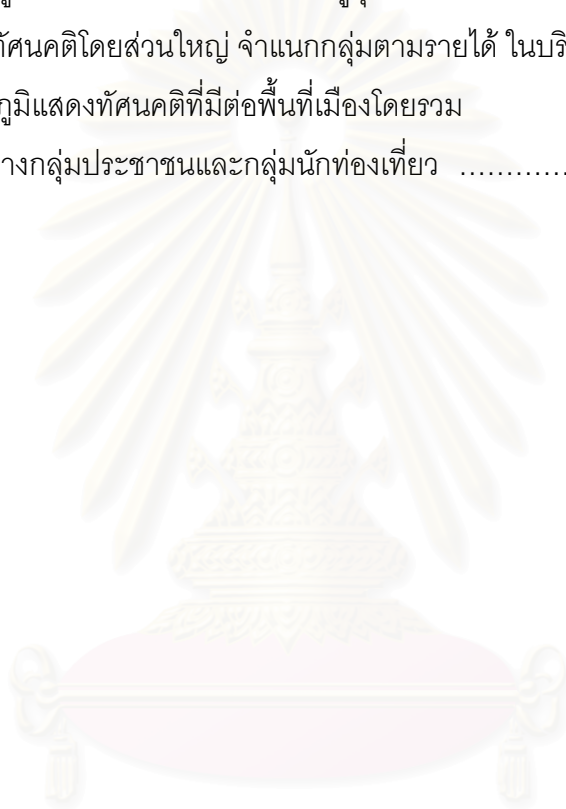 ทัศนคติโดยส่วนใหญ่ จำแนกกลุ่มตามรายได้ ในบริ
ภูมิแสดงทัศนคติที่มีต่อพื้นที่เมืองโดยรวม
างกลุ่มประชาชนและกลุ่มนักท่องเที่ยว ............